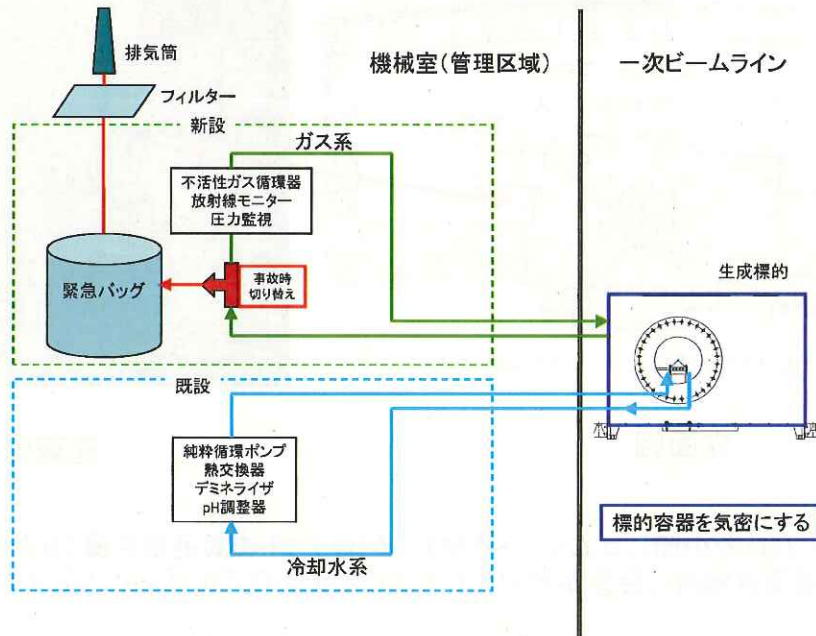 排気筒
機械室(管理区域)
一次ビームライン
フィルター
新設
ガス系
不活性ガス循環器
放射線モニター
圧力監視
緊急バッグ
事故時
切り替え
生成標的
既設
純粋循環ポンプ
熱交換器
デミネライザ
pH調整器
冷却水系
標的容器を気密にする